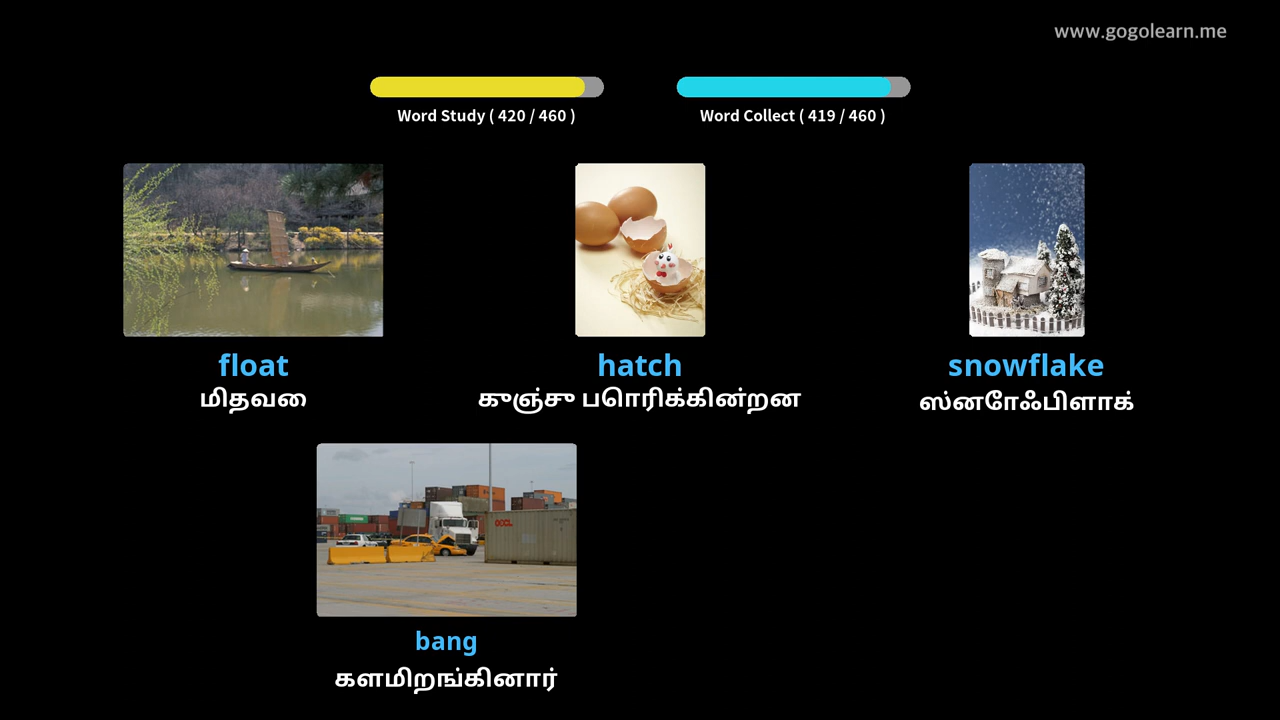 www.gogolearn.me
Word Study ( 420 / 460 )
Word Collect ( 419 / 460 )
float
மிதவை
hatch
குஞ்சு பொரிக்கின்றன
snowflake
ஸ்னோஃபிளாக்
bang
களமிறங்கினார்